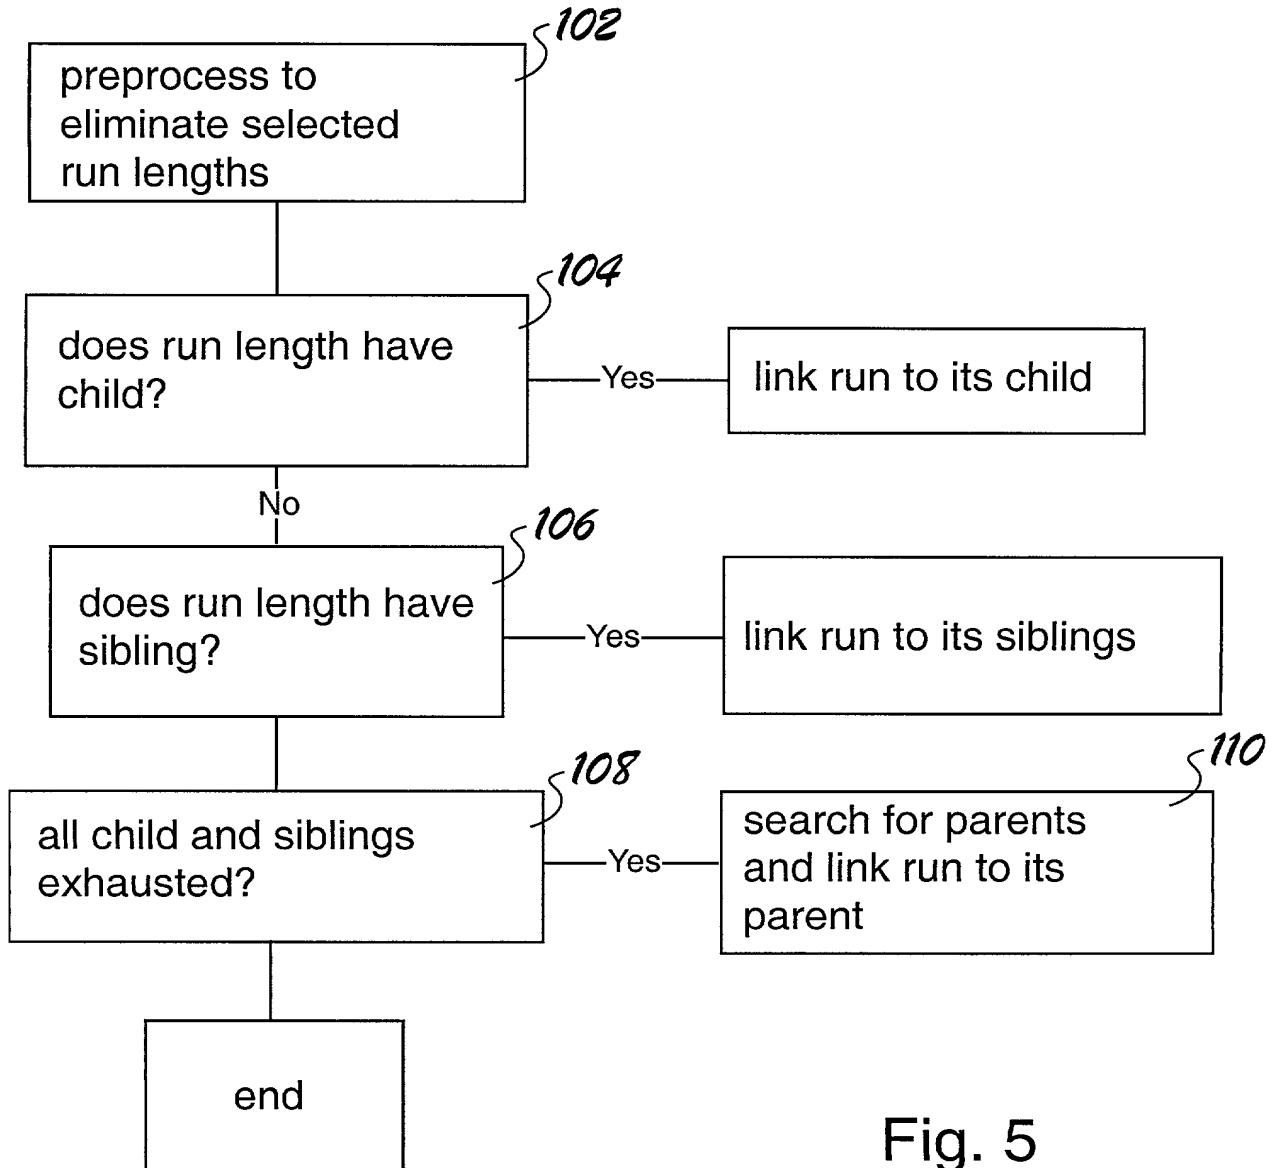 102
preprocess to
eliminate selected
run lengths
104
does run length have
child?
Yes
link run to its child
No
106
does run length have
sibling?
Yes
link run to its siblings
108
all child and siblings
exhausted?
Yes
110
search for parents
and link run to its
parent
end
Fig. 5